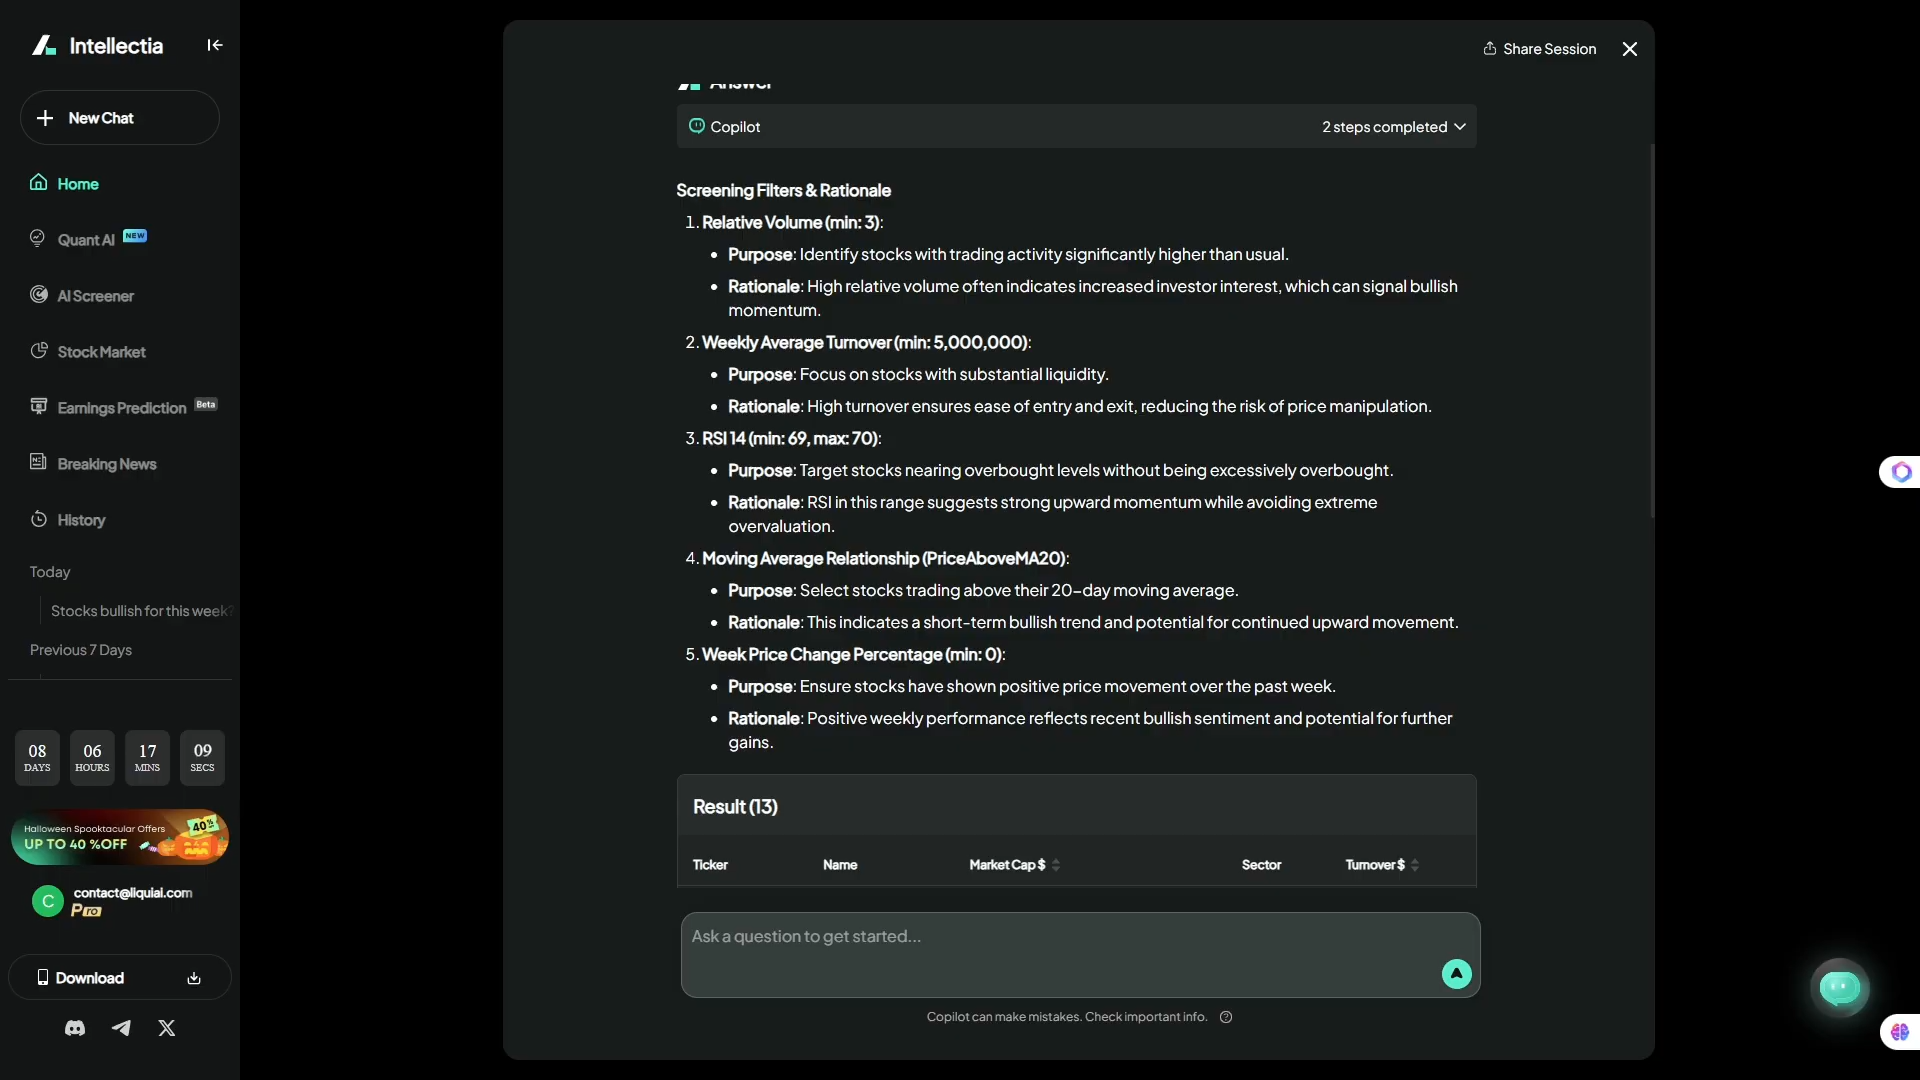 Intellectia
New Chat
Home
Quant AI NEW
AI Screener
Stock Market
Earnings Prediction Beta
Breaking News
History
Today
Stocks bullish for this week?
Previous 7 Days
08 06 17 09
DAYS HOURS MINS SECS
Halloween Spooktacular Offers
UP TO 40 %OFF
40%
C
contact@liquial.com
Pro
Download
Share Session
Answer
Copilot
2 steps completed
Screening Filters & Rationale
1. Relative Volume (min: 3):
• Purpose: Identify stocks with trading activity significantly higher than usual.
• Rationale: High relative volume often indicates increased investor interest, which can signal bullish
momentum.
2. Weekly Average Turnover (min: 5,000,000):
• Purpose: Focus on stocks with substantial liquidity.
• Rationale: High turnover ensures ease of entry and exit, reducing the risk of price manipulation.
3. RSI 14 (min: 69, max: 70):
• Purpose: Target stocks nearing overbought levels without being excessively overbought.
• Rationale: RSI in this range suggests strong upward momentum while avoiding extreme
overvaluation.
4. Moving Average Relationship (PriceAboveMA20):
• Purpose: Select stocks trading above their 20-day moving average.
• Rationale: This indicates a short-term bullish trend and potential for continued upward movement.
5. Week Price Change Percentage (min: 0):
• Purpose: Ensure stocks have shown positive price movement over the past week.
• Rationale: Positive weekly performance reflects recent bullish sentiment and potential for further
gains.
Result (13)
Ticker Name Market Cap $ Sector Turnover $
Ask a question to get started...
Copilot can make mistakes. Check important info.